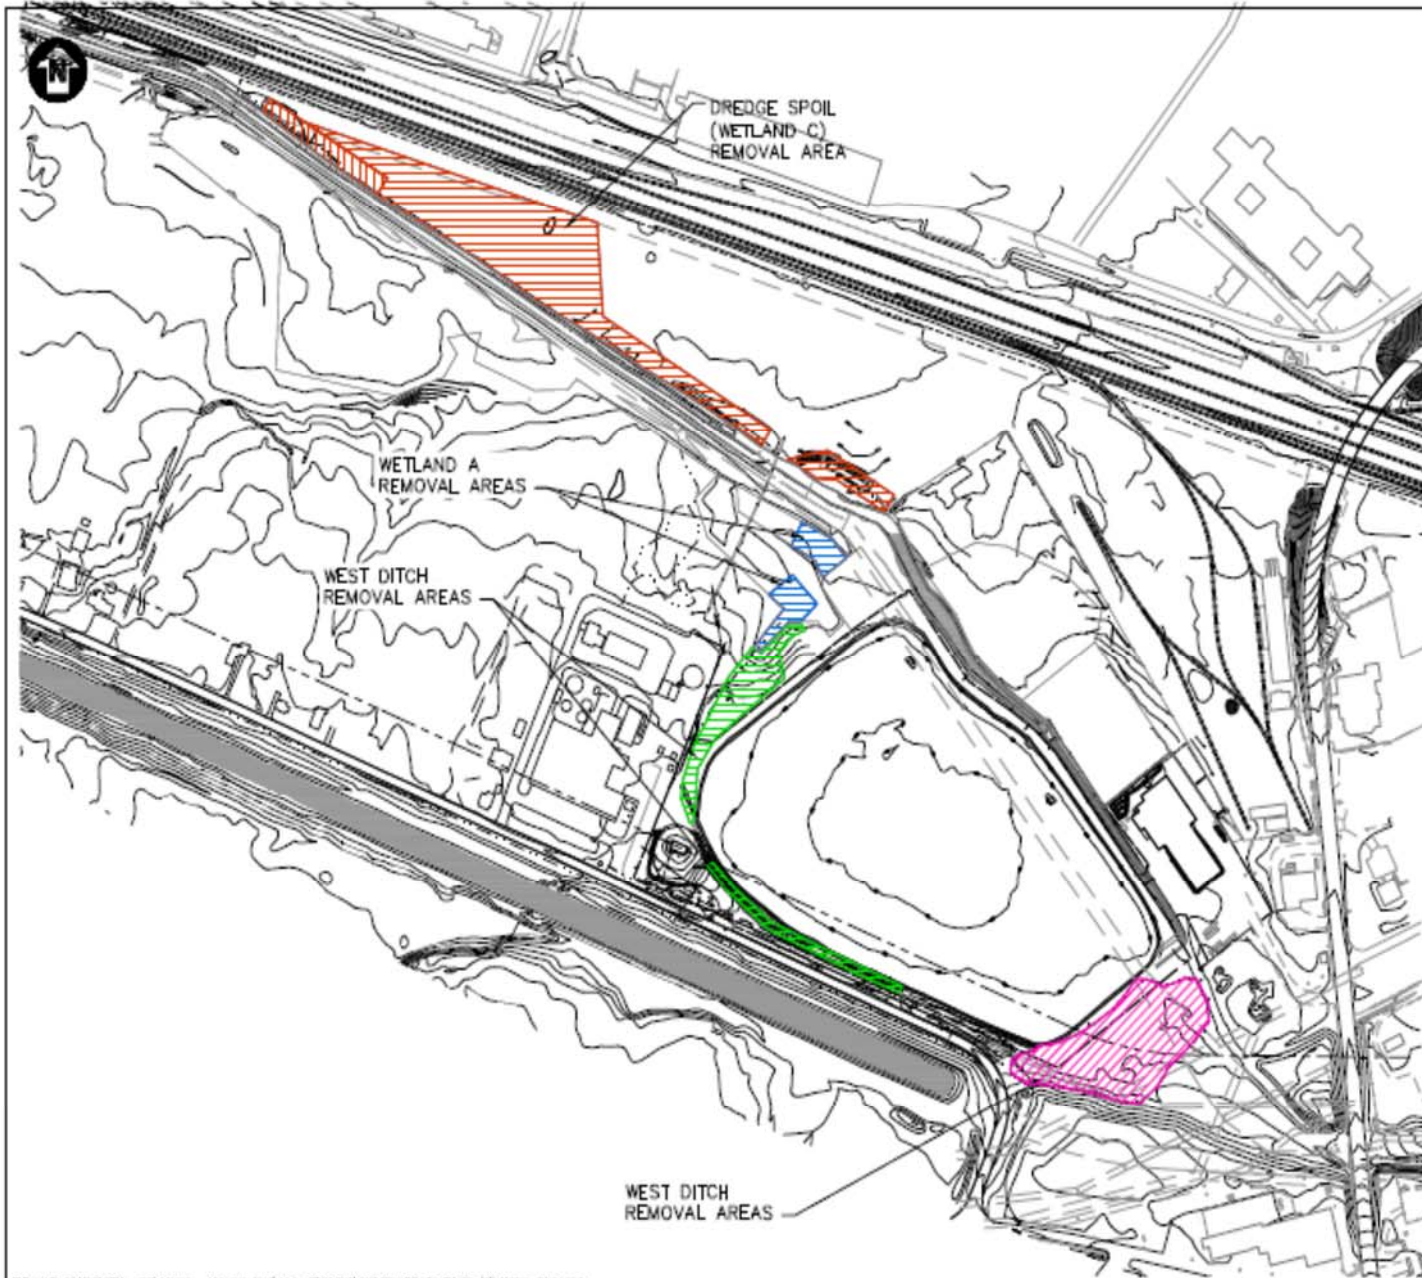 N
DREDGE SPOIL
(WETLAND C)
REMOVAL AREA
WETLAND A
REMOVAL AREAS
WEST DITCH
REMOVAL AREAS
WEST DITCH
REMOVAL AREAS